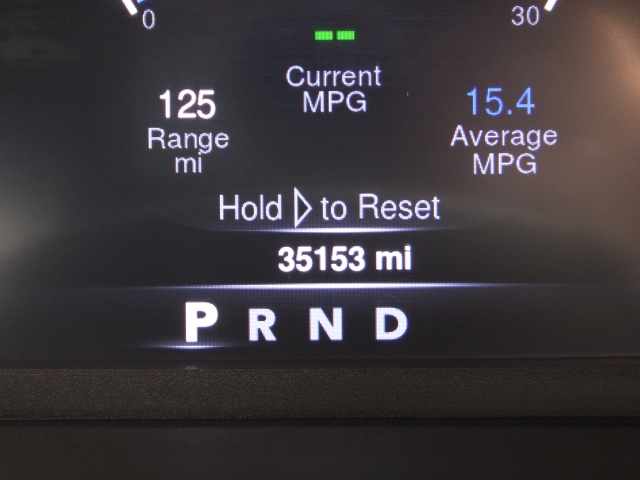 0 30
-- Current
MPG
125 15.4
Range Average
mi MPG
Hold ▷ to Reset
35153 mi
P R N D